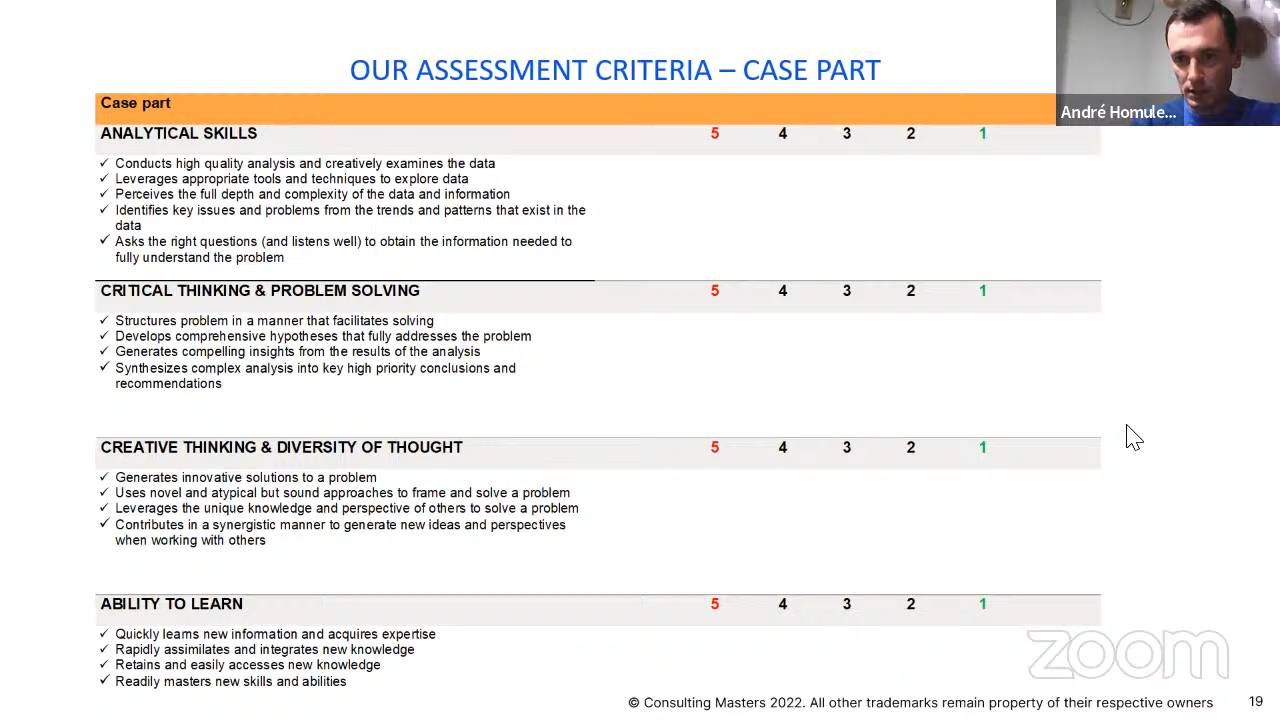 OUR ASSESSMENT CRITERIA – CASE PART
André Homule...
Case part
ANALYTICAL SKILLS 5 4 3 2 1
✓ Conducts high quality analysis and creatively examines the data
✓ Leverages appropriate tools and techniques to explore data
✓ Perceives the full depth and complexity of the data and information
✓ Identifies key issues and problems from the trends and patterns that exist in the
data
✓ Asks the right questions (and listens well) to obtain the information needed to
fully understand the problem
CRITICAL THINKING & PROBLEM SOLVING 5 4 3 2 1
✓ Structures problem in a manner that facilitates solving
✓ Develops comprehensive hypotheses that fully addresses the problem
✓ Generates compelling insights from the results of the analysis
✓ Synthesizes complex analysis into key high priority conclusions and
recommendations
CREATIVE THINKING & DIVERSITY OF THOUGHT 5 4 3 2 1
✓ Generates innovative solutions to a problem
✓ Uses novel and atypical but sound approaches to frame and solve a problem
✓ Leverages the unique knowledge and perspective of others to solve a problem
✓ Contributes in a synergistic manner to generate new ideas and perspectives
when working with others
ABILITY TO LEARN 5 4 3 2 1
✓ Quickly learns new information and acquires expertise
✓ Rapidly assimilates and integrates new knowledge
✓ Retains and easily accesses new knowledge
✓ Readily masters new skills and abilities
zoom
© Consulting Masters 2022. All other trademarks remain property of their respective owners 19